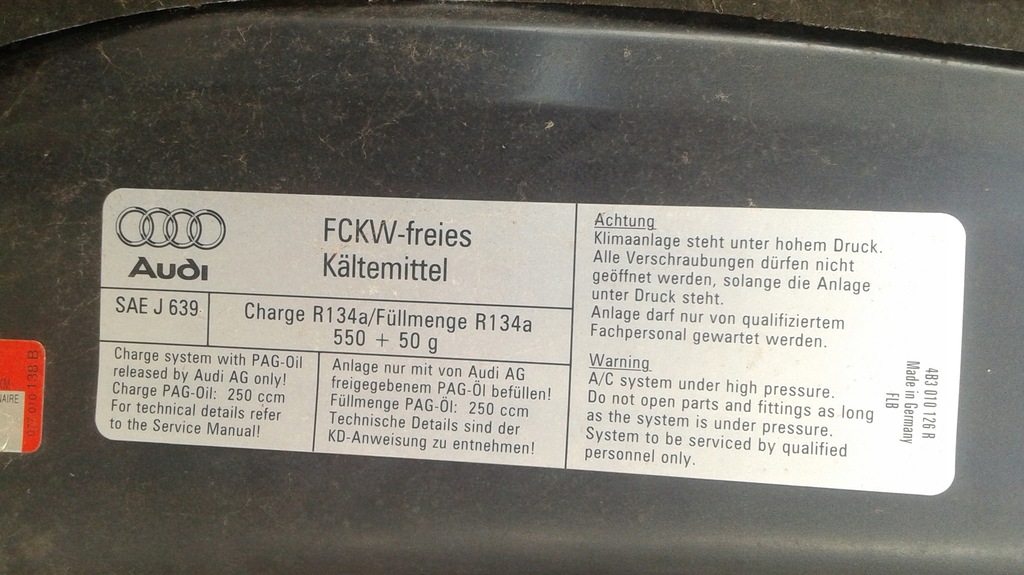 Audi
FCKW-freies
Kältemittel
SAE J 639
Charge R134a/Füllmenge R134a
550 + 50 g
Charge system with PAG-Oil
released by Audi AG only!
Charge PAG-Oil: 250 ccm
For technical details refer
to the Service Manual!
Anlage nur mit von Audi AG
freigegebenem PAG-Öl befüllen!
Füllmenge PAG-Öl: 250 ccm
Technische Details sind der
KD-Anweisung zu entnehmen!
Achtung
Klimaanlage steht unter hohem Druck.
Alle Verschraubungen dürfen nicht
geöffnet werden, solange die Anlage
unter Druck steht.
Anlage darf nur von qualifiziertem
Fachpersonal gewartet werden.
Warning
A/C system under high pressure.
Do not open parts and fittings as long
as the system is under pressure.
System to be serviced by qualified
personnel only.
4B3 010 126 R
Made in Germany
FLB
077 010 138 B